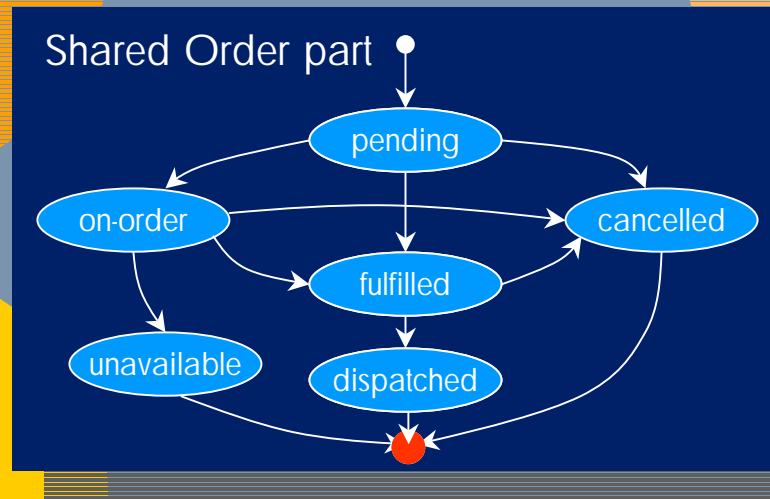 Shared Order part
pending
on-order
cancelled
fulfilled
unavailable
dispatched